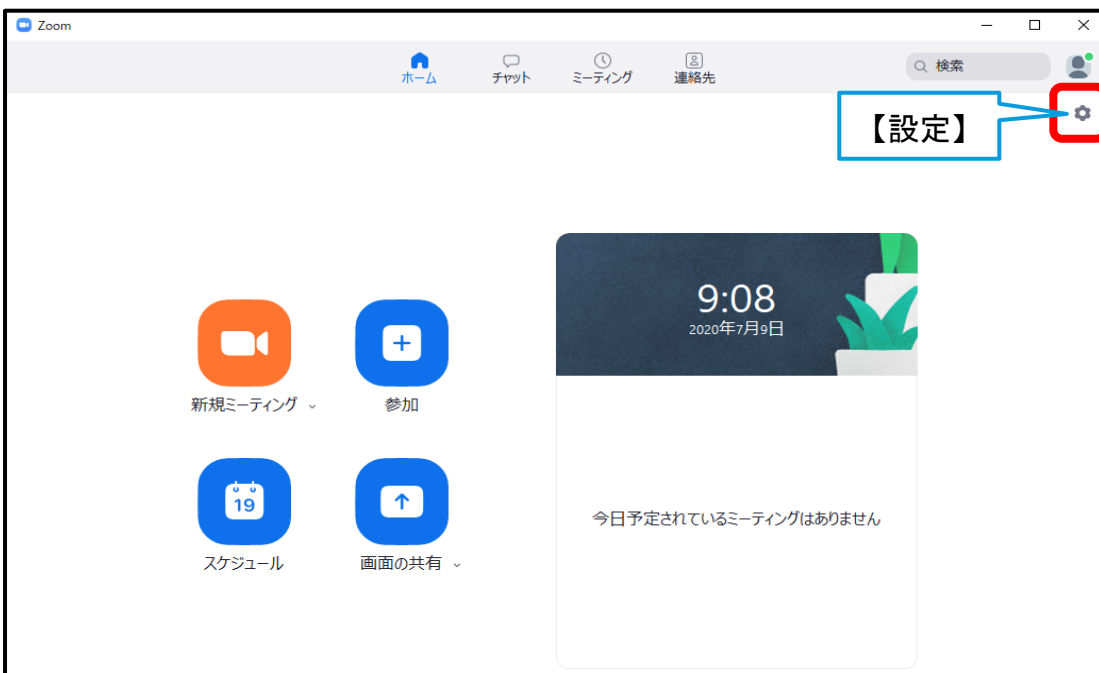 Zoom
ホーム
チャット
ミーティング
連絡先
検索
【設定】
9:08
2020年7月9日
新規ミーティング
参加
19
スケジュール
画面の共有
今日予定されているミーティングはありません